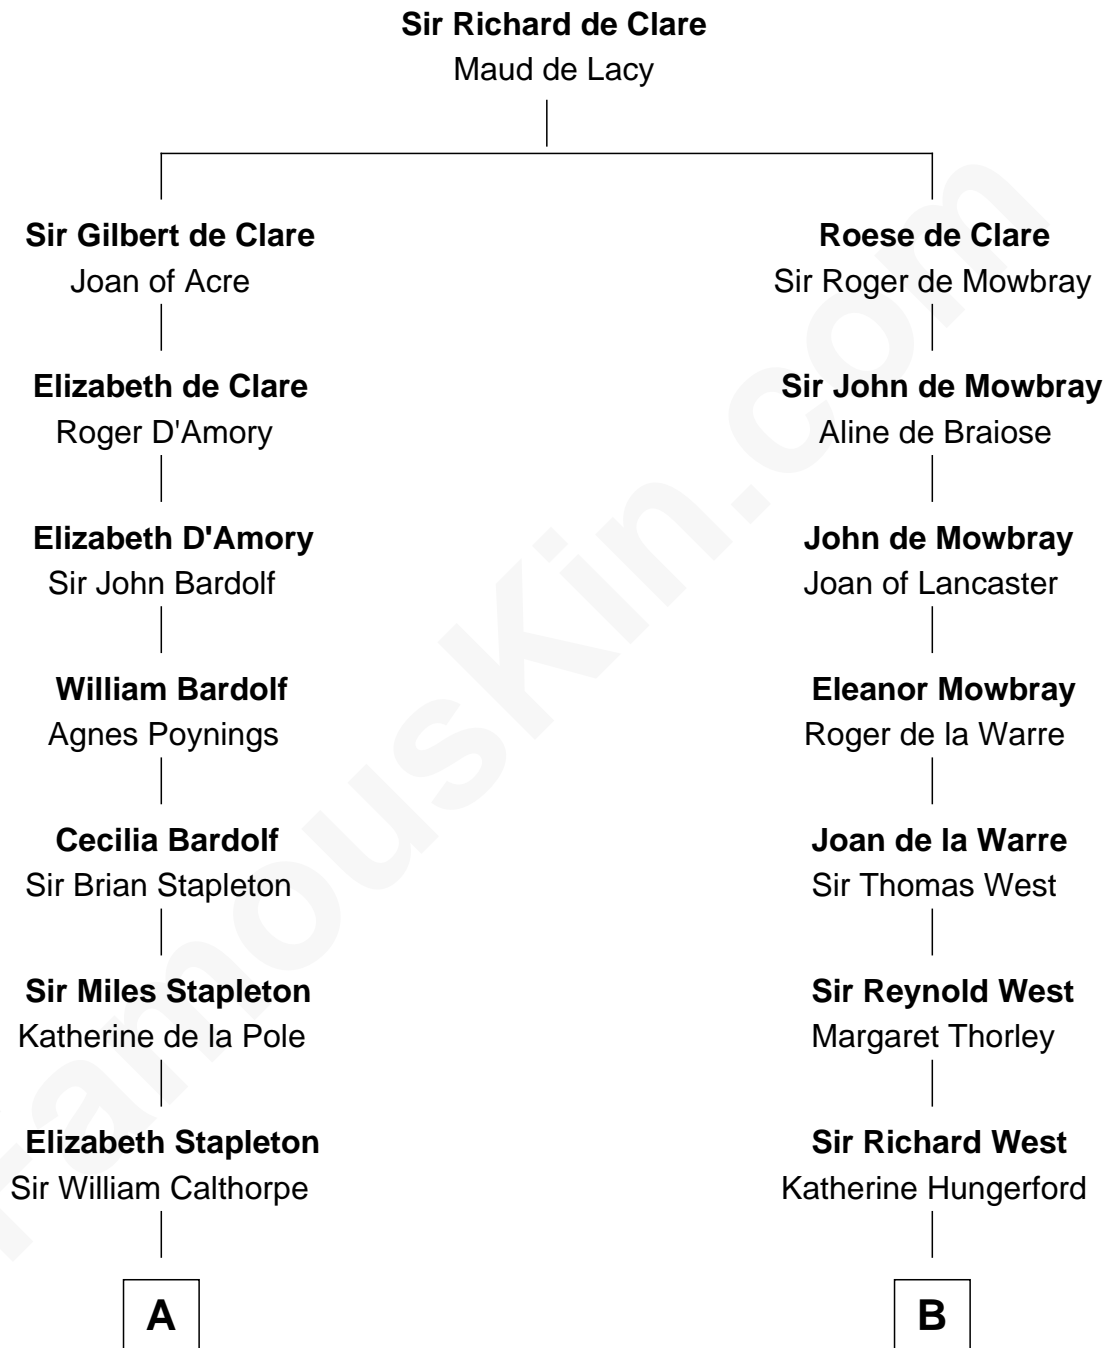 Sir Richard de Clare
Maud de Lacy
Sir Gilbert de Clare
Joan of Acre
Roese de Clare
Sir Roger de Mowbray
Elizabeth de Clare
Roger D'Amory
Sir John de Mowbray
Aline de Braiose
Elizabeth D'Amory
Sir John Bardolf
John de Mowbray
Joan of Lancaster
William Bardolf
Agnes Poynings
Eleanor Mowbray
Roger de la Warre
Cecilia Bardolf
Sir Brian Stapleton
Joan de la Warre
Sir Thomas West
Sir Miles Stapleton
Katherine de la Pole
Sir Reynold West
Margaret Thorley
Elizabeth Stapleton
Sir William Calthorpe
Sir Richard West
Katherine Hungerford
A
B
FamousKin.com